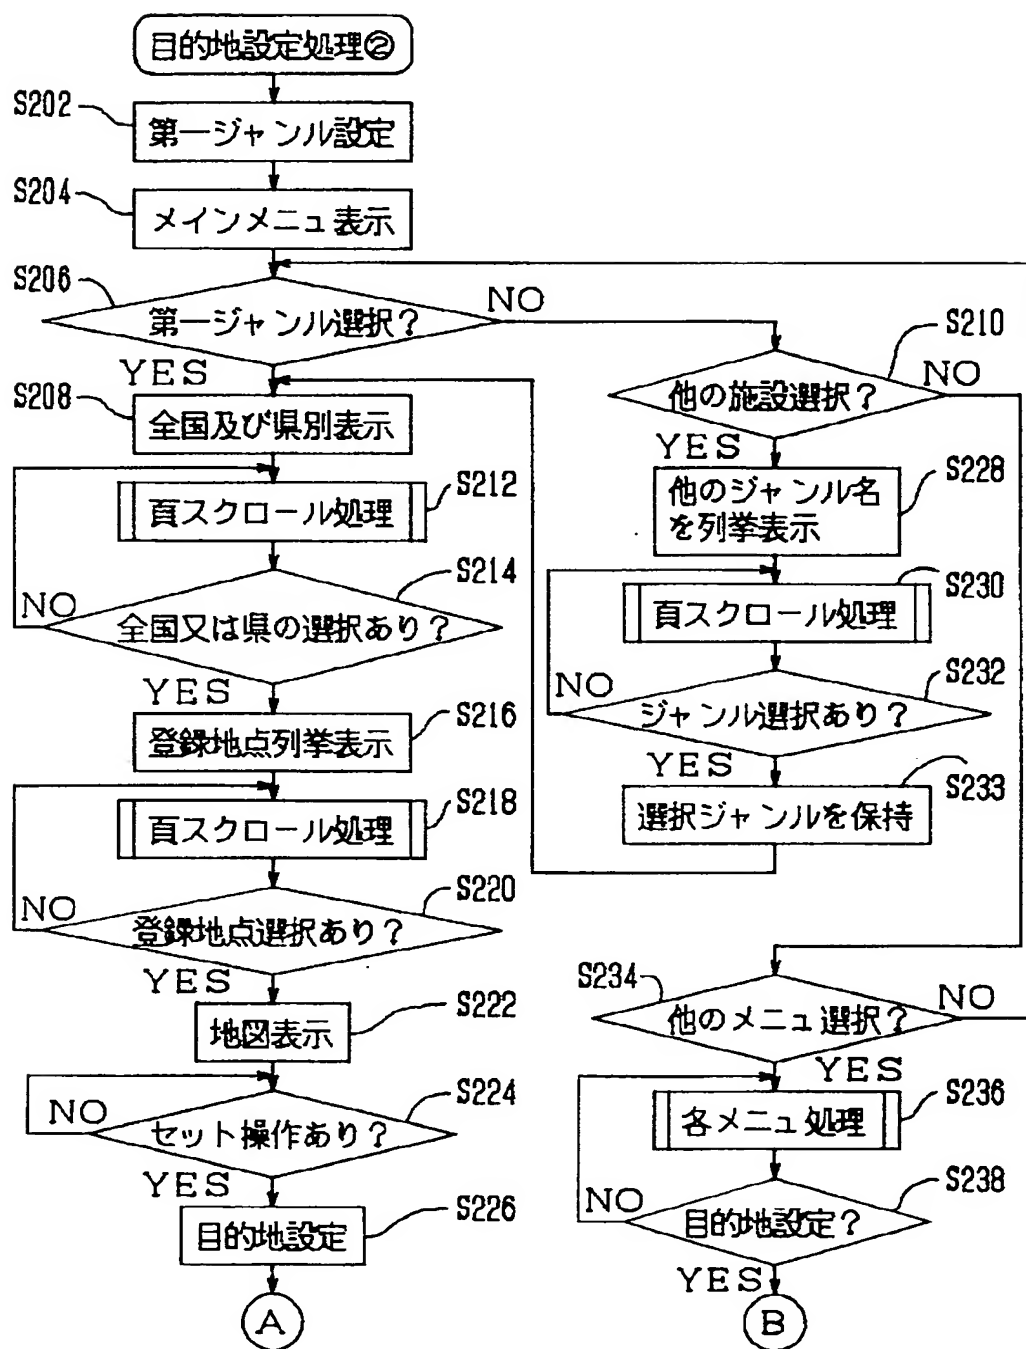 目的地設定処理②
S202
第一ジャンル設定
S204
メインメニュ表示
S206
第一ジャンル選択?
NO
YES
S208
全国及び県別表示
S212
頁スクロール処理
S214
NO
全国又は県の選択あり?
YES
S216
登録地点列挙表示
S218
頁スクロール処理
S220
NO
登録地点選択あり?
YES
S222
地図表示
S224
NO
セット操作あり?
YES
S226
目的地設定
A
S210
他の施設選択?
NO
YES
S228
他のジャンル名
を列挙表示
S230
頁スクロール処理
S232
NO
ジャンル選択あり?
YES
S233
選択ジャンルを保持
S234
他のメニュ選択?
NO
YES
S236
各メニュ処理
S238
NO
目的地設定?
YES
B